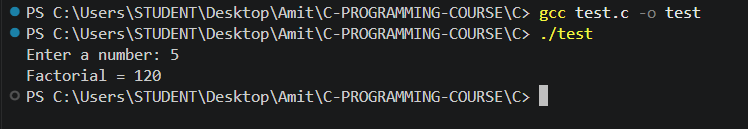 PS C:\Users\STUDENT\Desktop\Amit\C-PROGRAMMING-COURSE\C> gcc test.c -o test
PS C:\Users\STUDENT\Desktop\Amit\C-PROGRAMMING-COURSE\C> ./test
Enter a number: 5
Factorial = 120
PS C:\Users\STUDENT\Desktop\Amit\C-PROGRAMMING-COURSE\C>